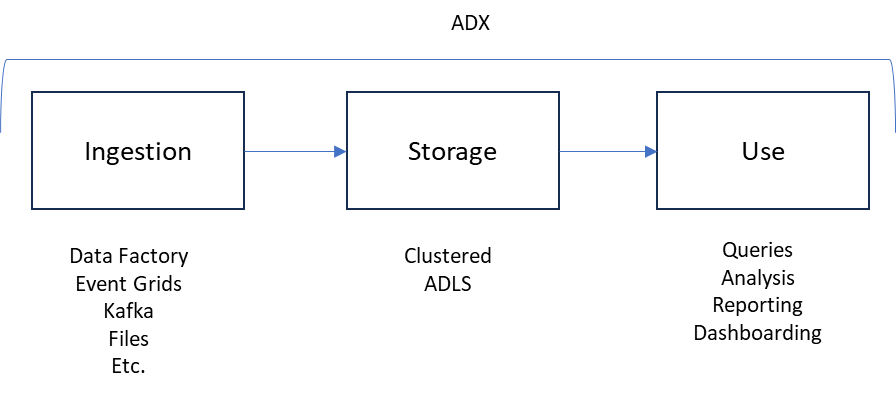 ADX
Ingestion
Storage
Use
Data Factory
Event Grids
Kafka
Files
Etc.
Clustered
ADLS
Queries
Analysis
Reporting
Dashboarding